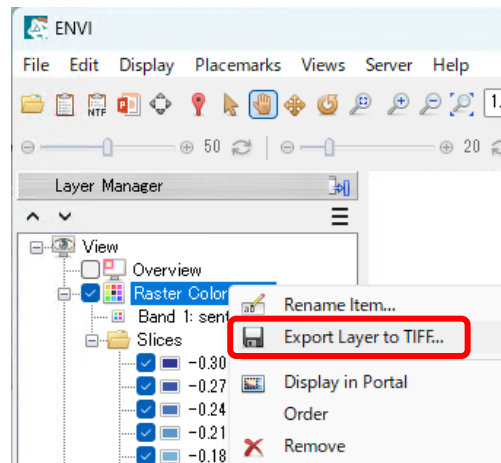 ENVI
File Edit Display Placemarks Views Server Help
NTF
50 20
Layer Manager
View
Overview
Raster Color
Rename Item...
Band 1: sent
Export Layer to TIFF...
Slices
-0.30
-0.27
Display in Portal
-0.24
Order
-0.21
Remove
-0.18